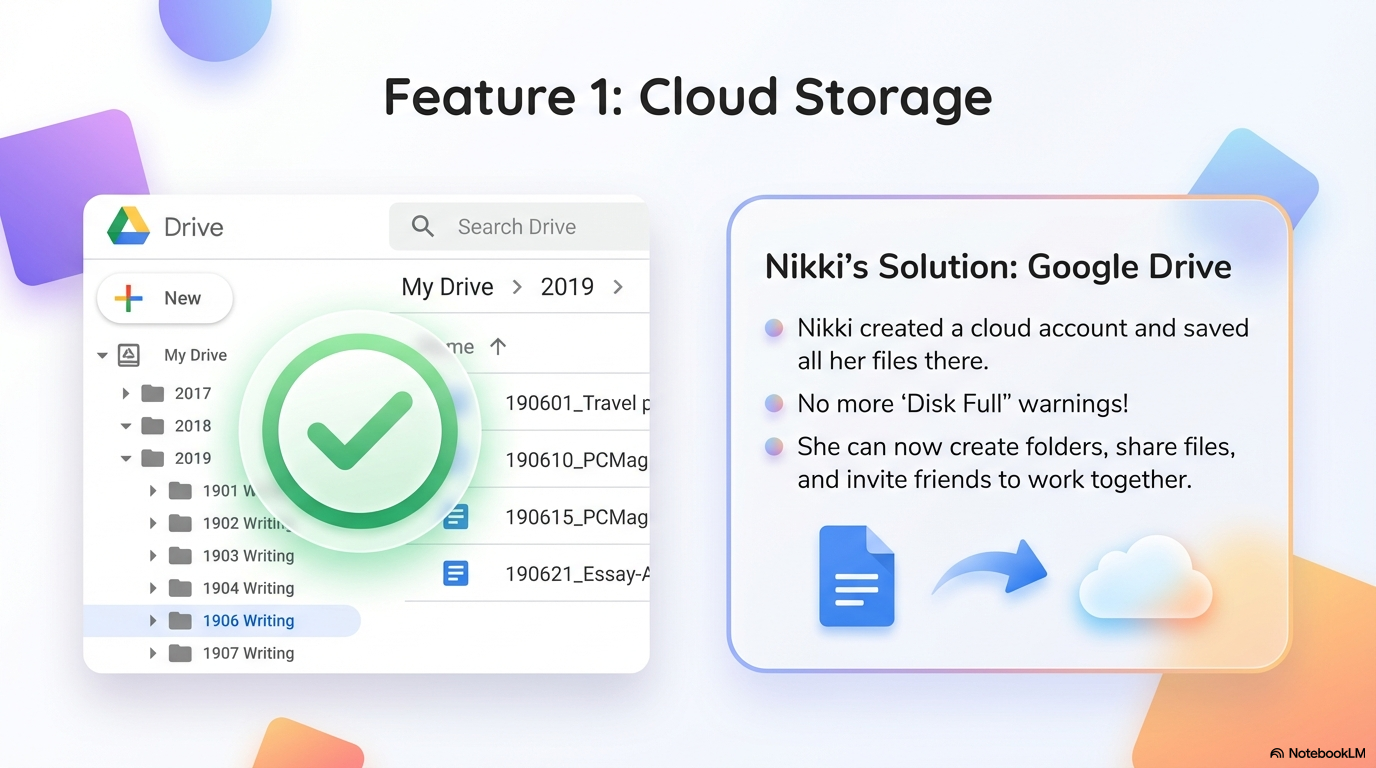 Feature 1: Cloud Storage
Drive
Search Drive
New
My Drive
2017
2018
2019
1901 W
1902 Writing
1903 Writing
1904 Writing
1906 Writing
1907 Writing
My Drive > 2019 >
me ↑
190601_Travel p
190610_PCMag
190615_PCMag
190621_Essay-A
Nikki’s Solution: Google Drive
Nikki created a cloud account and saved
all her files there.
No more ‘Disk Full” warnings!
She can now create folders, share files,
and invite friends to work together.
NotebookLM